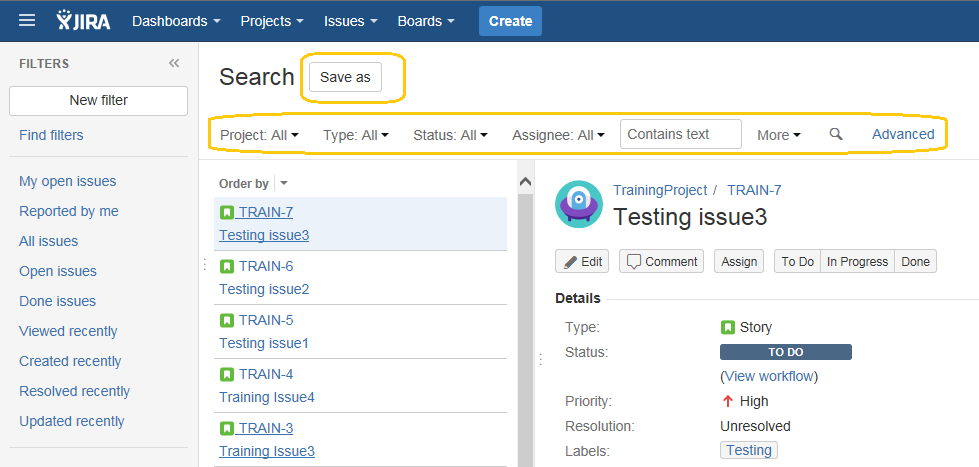 JIRA Dashboards Projects Issues Boards Create
FILTERS
New filter
Find filters
My open issues
Reported by me
All issues
Open issues
Done issues
Viewed recently
Created recently
Resolved recently
Updated recently
Search Save as
Project: All Type: All Status: All Assignee: All Contains text More Advanced
Order by
TRAIN-7
Testing issue3
TRAIN-6
Testing issue2
TRAIN-5
Testing issue1
TRAIN-4
Training Issue4
TRAIN-3
Training Issue3
TrainingProject / TRAIN-7
Testing issue3
Edit Comment Assign To Do In Progress Done
Details
Type: Story
Status: TO DO
(View workflow)
Priority: High
Resolution: Unresolved
Labels: Testing